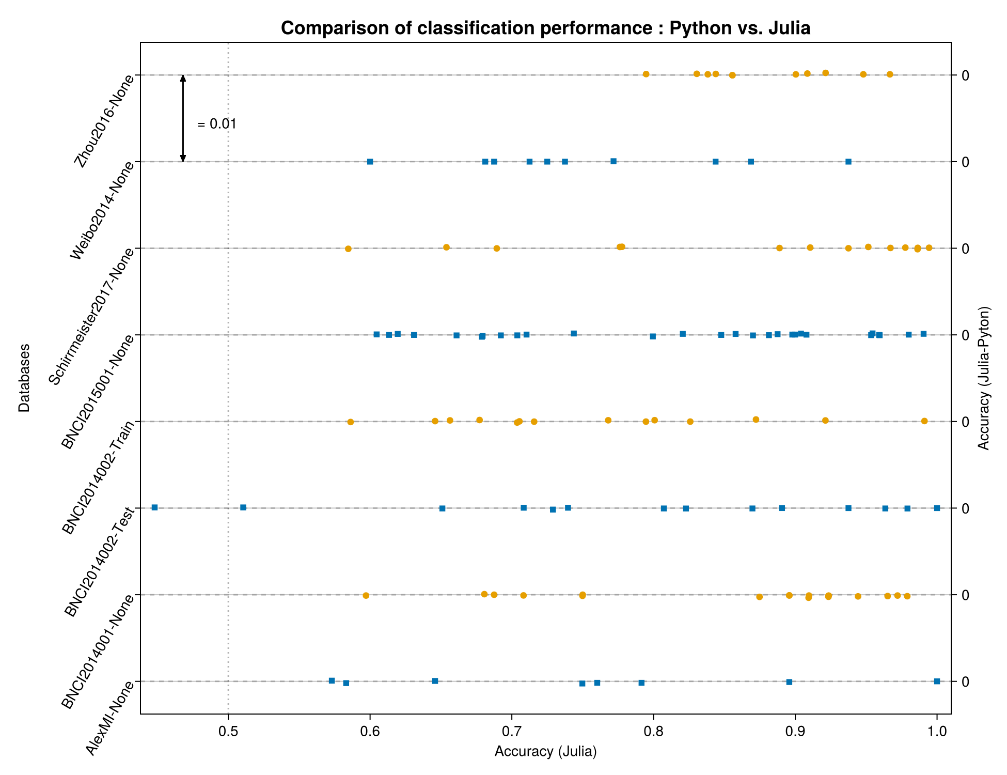 Comparison of classification performance : Python vs. Julia
Zhou2016-None
0
= 0.01
Weibo2014-None
0
Schirrmeister2017-None
0
BNCI2015001-None
0
BNCI2014002-Train
0
BNCI2014002-Test
0
BNCI2014001-None
0
AlexMI-None
0
Databases
Accuracy (Julia-Pyton)
0.5
0.6
0.7
0.8
0.9
1.0
Accuracy (Julia)